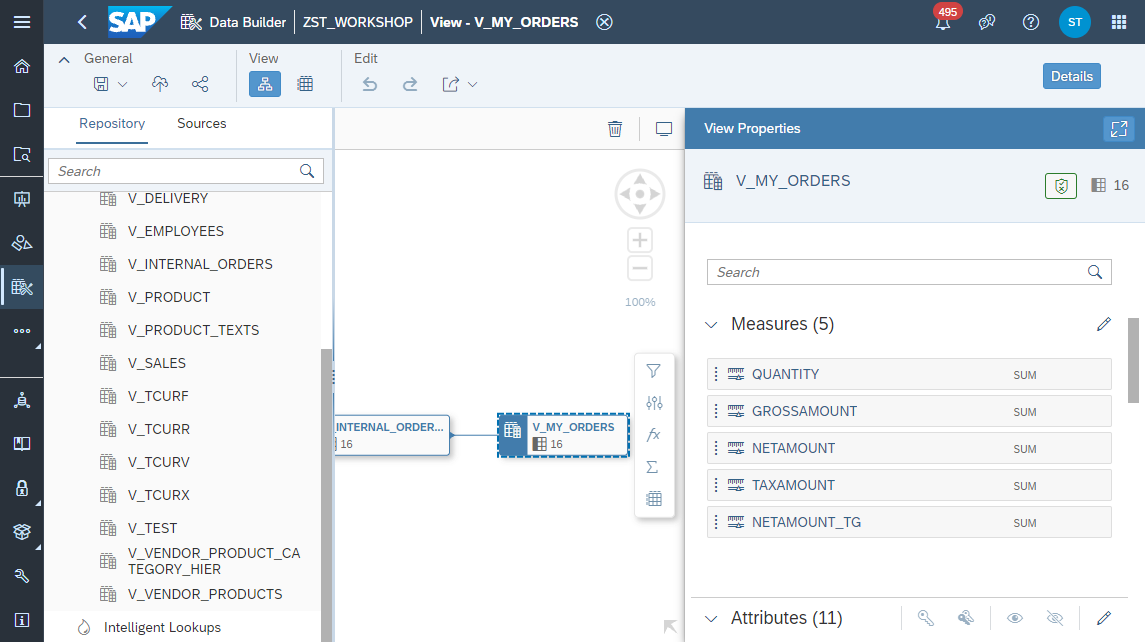 SAP
Data Builder
ZST_WORKSHOP
View - V_MY_ORDERS
495
ST
General
View
Edit
Details
Repository
Sources
Search
V_DELIVERY
V_EMPLOYEES
V_INTERNAL_ORDERS
V_PRODUCT
V_PRODUCT_TEXTS
V_SALES
V_TCURF
V_TCURR
V_TCURV
V_TCURX
V_TEST
V_VENDOR_PRODUCT_CA
TEGORY_HIER
V_VENDOR_PRODUCTS
Intelligent Lookups
100%
INTERNAL_ORDER...
16
V_MY_ORDERS
16
fx
Σ
View Properties
V_MY_ORDERS
16
Search
Measures (5)
QUANTITY SUM
GROSSAMOUNT SUM
NETAMOUNT SUM
TAXAMOUNT SUM
NETAMOUNT_TG SUM
Attributes (11)